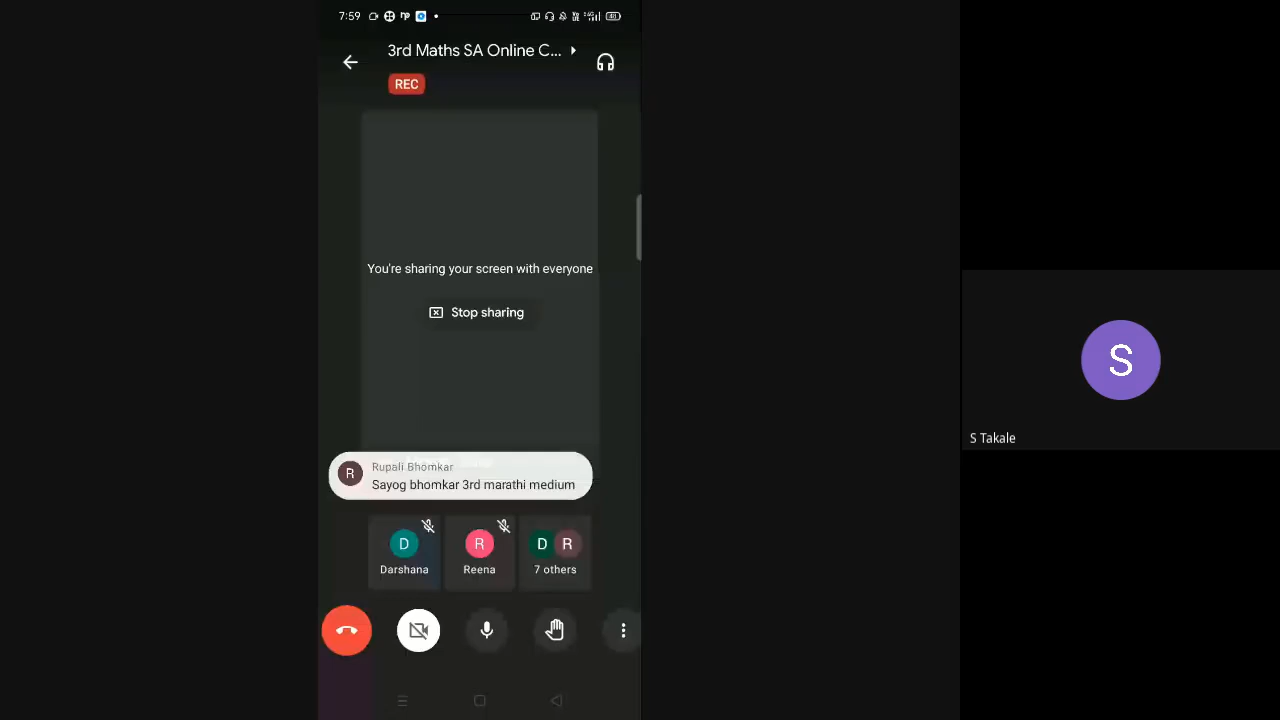 7:59
3rd Maths SA Online C...
REC
You're sharing your screen with everyone
Stop sharing
R
Rupali Bhomkar
Sayog bhomkar 3rd marathi medium
D
R
D R
Darshana
Reena
7 others
S
S Takale